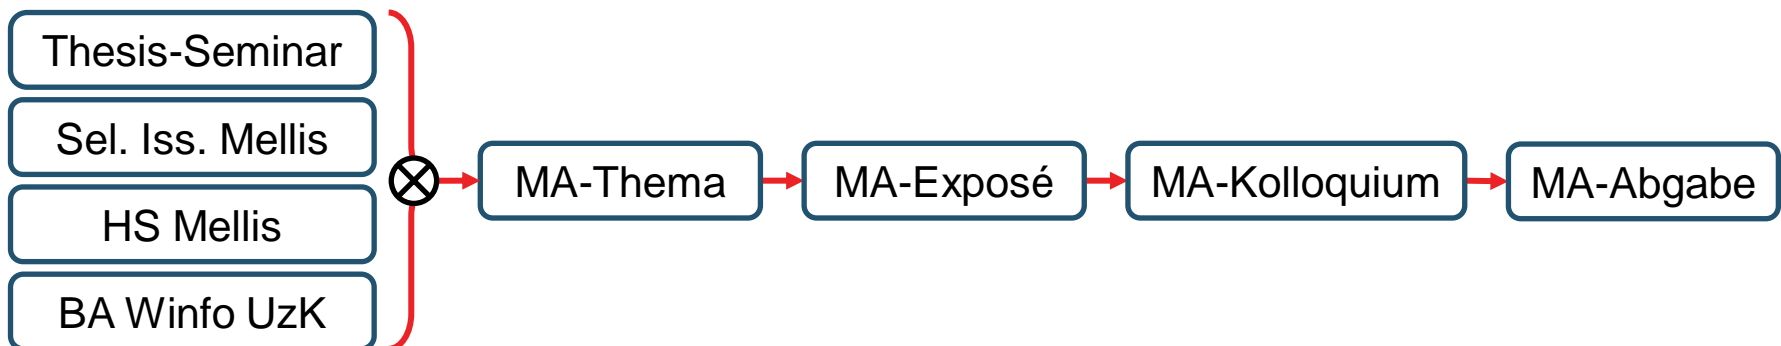 Thesis-Seminar
Sel. Iss. Mellis
HS Mellis
BA Winfo UzK
MA-Thema
MA-Exposé
MA-Kolloquium
MA-Abgabe